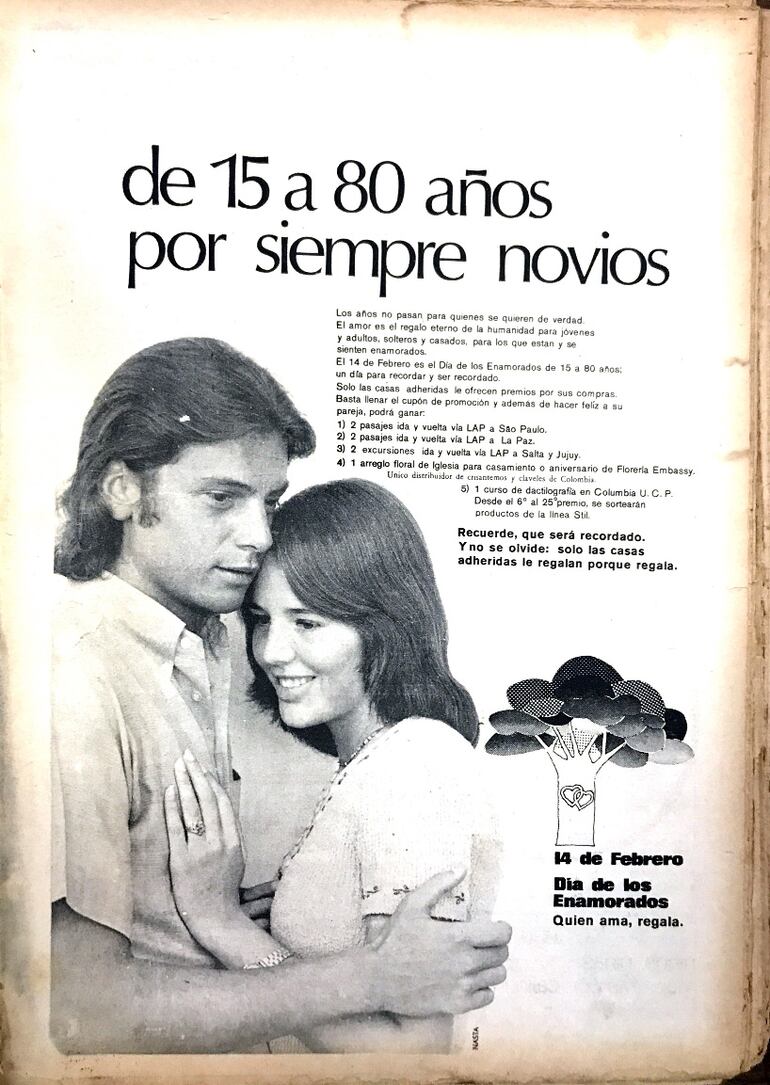 de 15 a 80 años
por siempre novios
Los años no pasan para quienes se quieren de verdad.
El amor es el regalo eterno de la humanidad para jóvenes
y adultos, solteros y casados, para los que estan y se
sienten enamorados.
El 14 de Febrero es el Día de los Enamorados de 15 a 80 años;
un día para recordar y ser recordado.
Solo las casas adheridas le ofrecen premios por sus compras.
Basta llenar el cupón de promoción y además de hacer feliz a su
pareja, podrá ganar:
1) 2 pasajes ida y vuelta vía LAP a São Paulo.
2) 2 pasajes ida y vuelta vía LAP a La Paz.
3) 2 excursiones ida y vuelta vía LAP a Salta y Jujuy.
4) 1 arreglo floral de Iglesia para casamiento o aniversario de Florería Embassy.
Unico distribuidor de crisantemos y claveles de Colombia.
5) 1 curso de dactilografía en Columbia U.C.P.
Desde el 6° al 25°premio, se sortearán
productos de la línea Stil.
Recuerde, que será recordado.
Y no se olvide: solo las casas
adheridas le regalan porque regala.
14 de Febrero
Día de los
Enamorados
Quien ama, regala.
NASTA